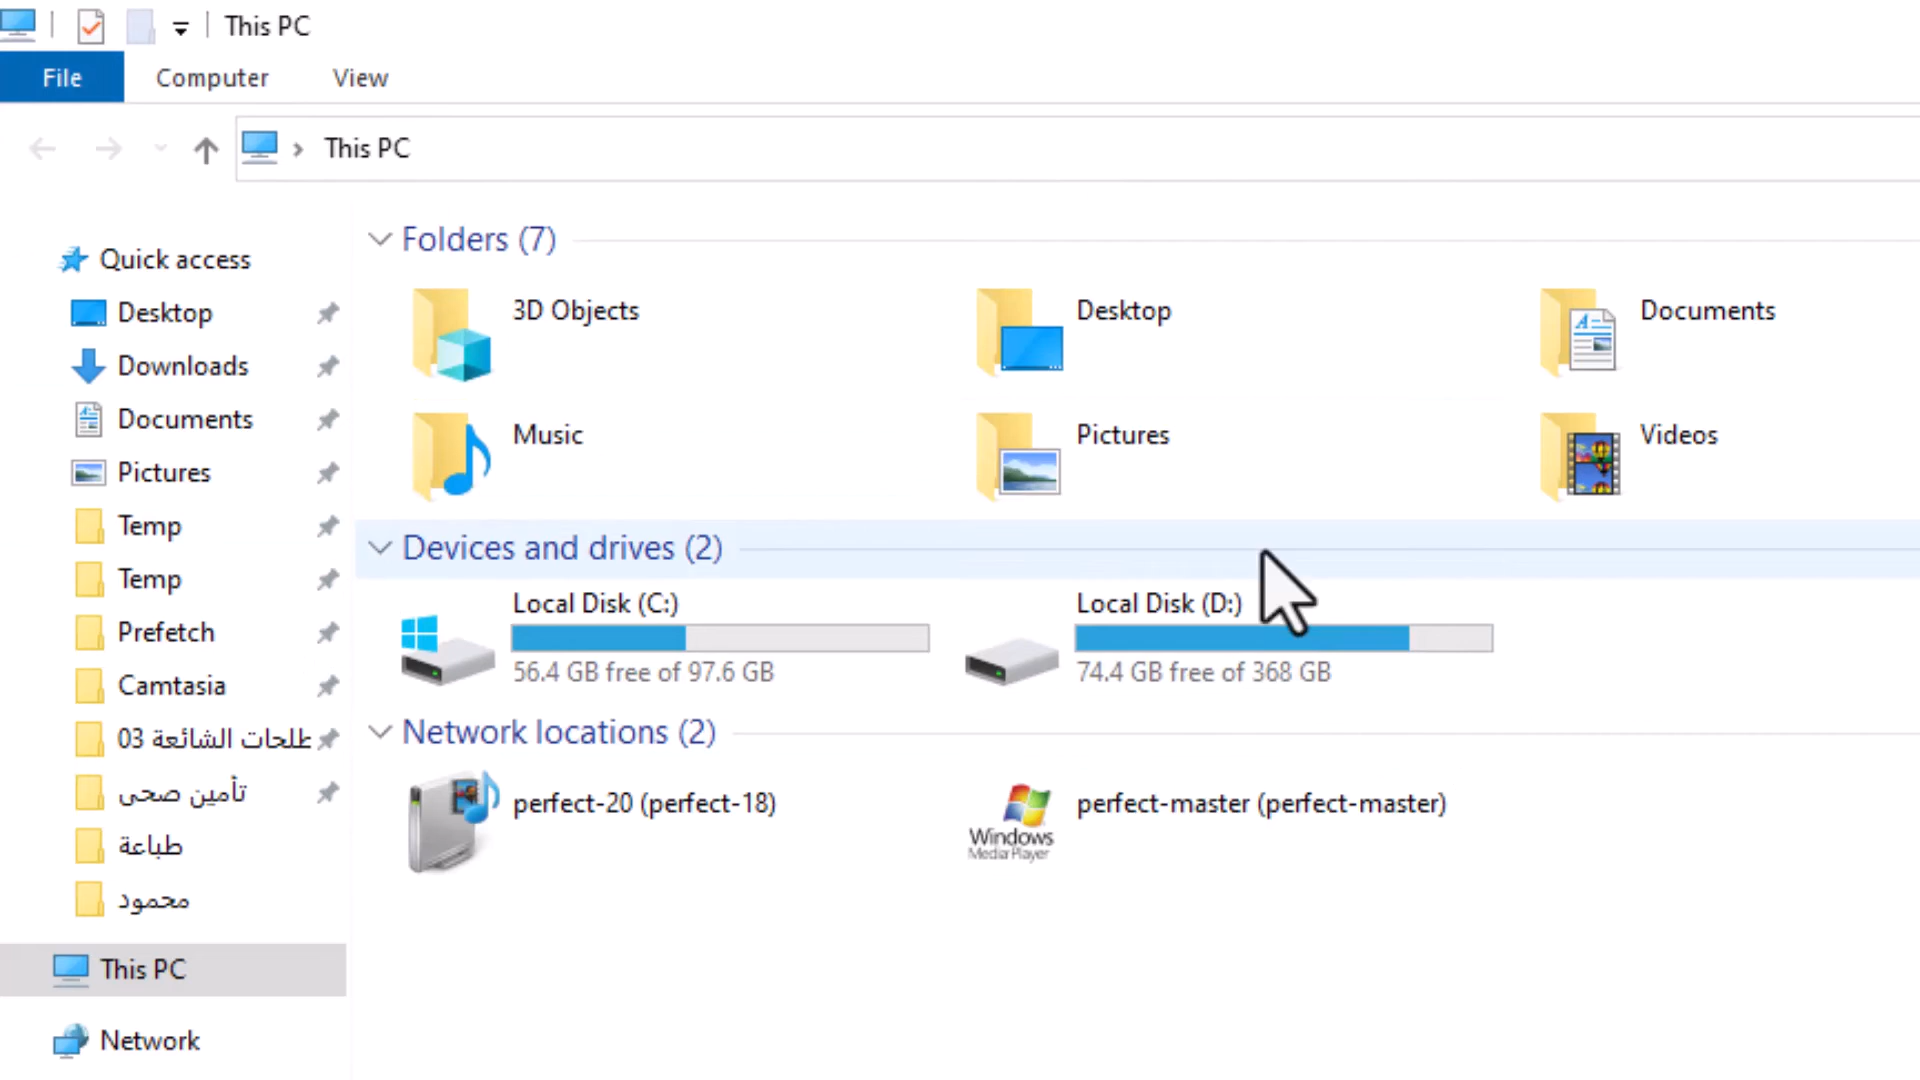 This PC
File Computer View
This PC
Quick access
Desktop
Downloads
Documents
Pictures
Temp
Temp
Prefetch
Camtasia
طلحات الشائعة 03
تأمين صحى
طباعة
محمود
This PC
Network
Folders (7)
3D Objects
Desktop
Documents
Music
Pictures
Videos
Devices and drives (2)
Local Disk (C:)
56.4 GB free of 97.6 GB
Local Disk (D:)
74.4 GB free of 368 GB
Network locations (2)
perfect-20 (perfect-18)
Windows
Media Player
perfect-master (perfect-master)